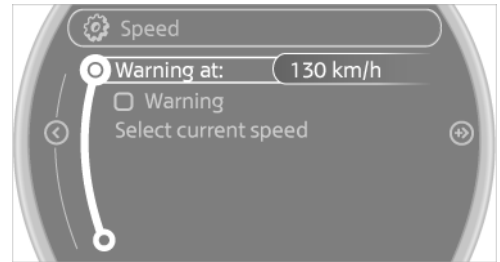 Speed
Warning at: 130 km/h
Warning
Select current speed